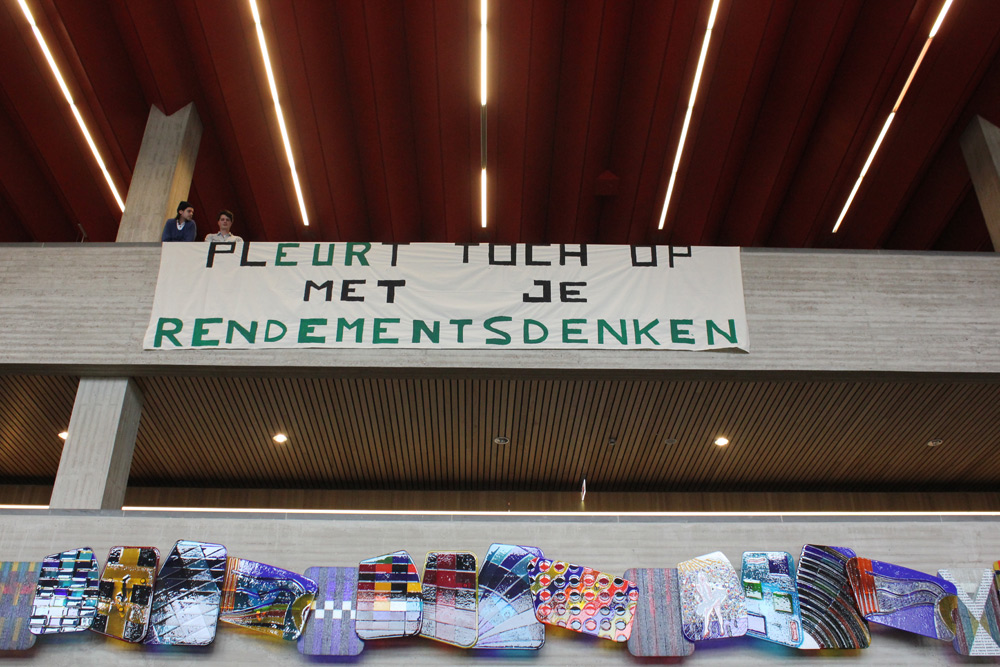 PLEURT TOCH OP
MET JE
RENDEMENTSDENKEN